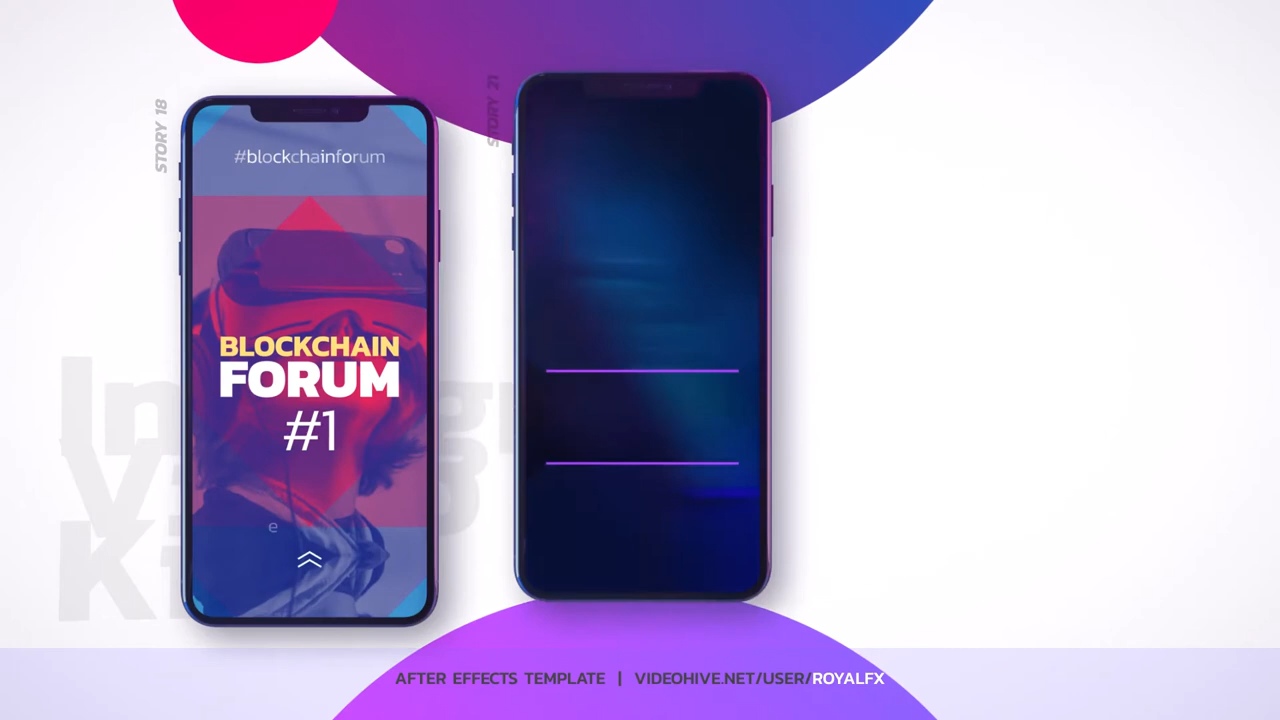 STORY 18
STORY 21
#blockchainforum
BLOCKCHAIN
FORUM
#1
e
AFTER EFFECTS TEMPLATE | VIDEOHIVE.NET/USER/ROYALFX